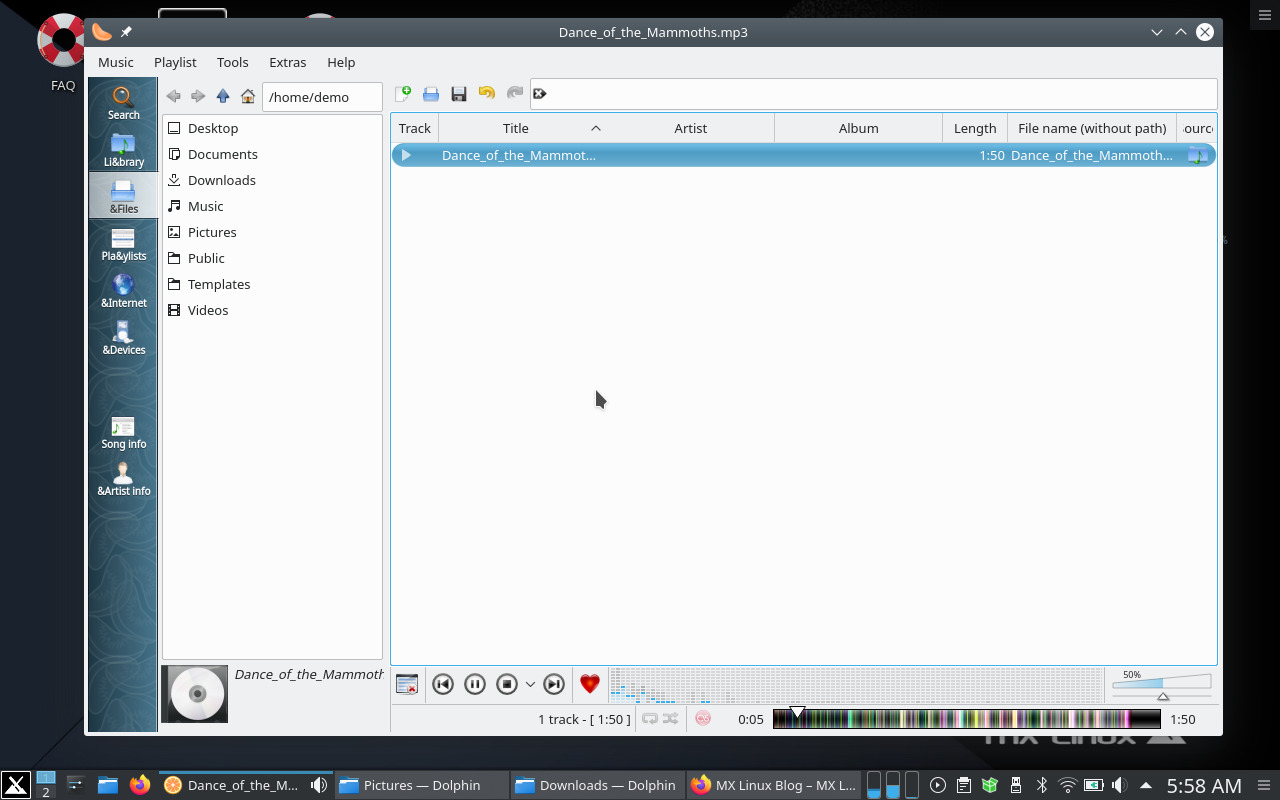 Dance_of_the_Mammoths.mp3
FAQ
Music Playlist Tools Extras Help
/home/demo
Search
Li&brary
&Files
Pla&ylists
&Internet
&Devices
Song info
&Artist info
Desktop
Documents
Downloads
Music
Pictures
Public
Templates
Videos
Track Title Artist Album Length File name (without path) ourc
Dance_of_the_Mammot... 1:50 Dance_of_the_Mammoth...
Dance_of_the_Mammoth
50%
1 track - [ 1:50 ] 0:05 1:50
mx Linux
1
2
Dance_of_the_M... Pictures — Dolphin Downloads — Dolphin MX Linux Blog – MX L... 5:58 AM